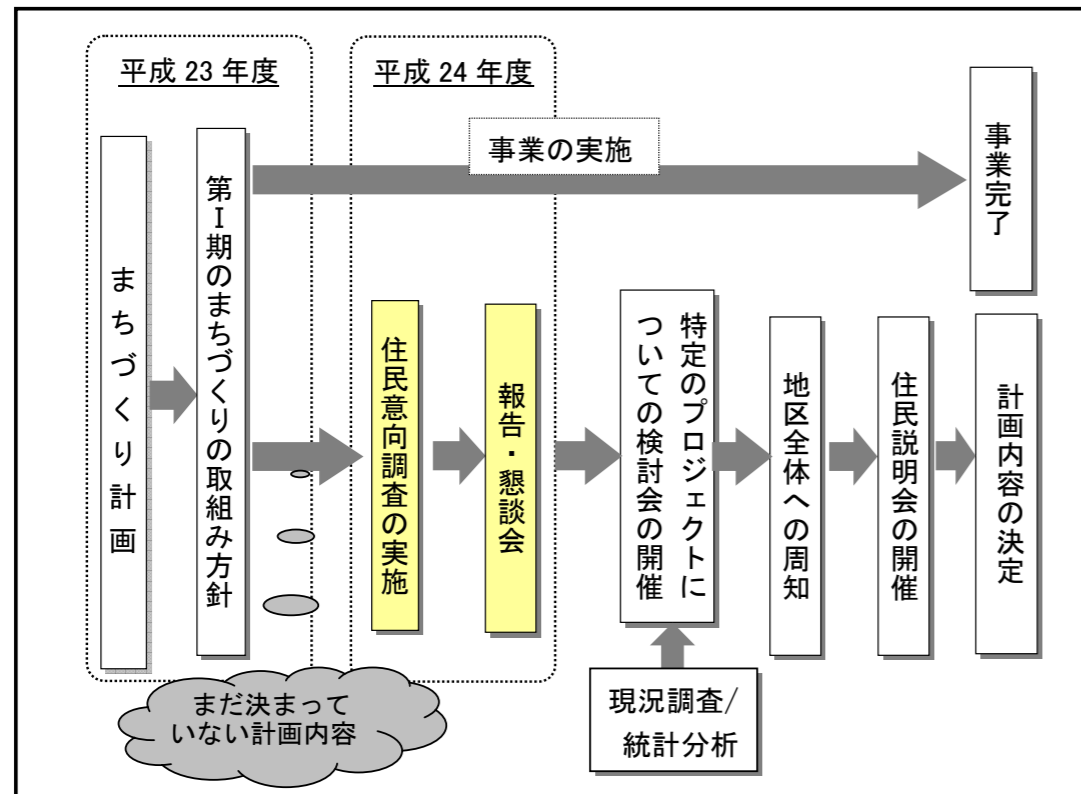 平成 23 年度
平成 24 年度
まちづくり計画
第Ⅰ期のまちづくりの取組み方針
事業の実施
事業完了
住民意向調査の実施
報告・懇談会
特定のプロジェクトに
ついての検討会の開催
地区全体への周知
住民説明会の開催
計画内容の決定
まだ決まって
いない計画内容
現況調査/
統計分析